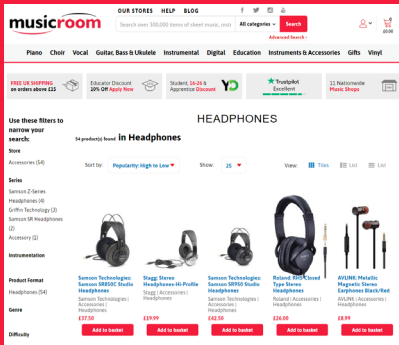 musicroom
OUR STORES HELP BLOG
Search over 300,000 items of sheet music, instr
All categories
Search
Advanced Search ›
£0.00
Piano Choir Vocal Guitar, Bass & Ukulele Instrumental Digital Education Instruments & Accessories Gifts Vinyl
FREE UK SHIPPING
on orders above £25
Educator Discount
10% Off Apply Now
Student, 16-26 &
Apprentice Discount
Trustpilot
Excellent
11 Nationwide
Music Shops
Use these filters to
narrow your
search:
HEADPHONES
54 product(s) found in Headphones
Store
Accessories (54)
Sort by: Popularity: High to Low
Show: 25
View: Tiles List List
Series
Samson Z-Series
Headphones (4)
Griffin Technology (3)
Samson SR Headphones
(2)
Accessory (1)
Instrumentation
Product Format
Headphones (54)
Genre
Difficulty
Samson Technologies:
Samson SR850C Studio
Headphones
Samson Technologies |
Accessories |
Headphones
£37.50
Add to basket
Stagg: Stereo
Headphones-Hi-Profile
Stagg | Accessories |
Headphones
£19.99
Add to basket
Samson Technologies:
Samson SR950 Studio
Headphones
Samson Technologies |
Accessories |
Headphones
£42.50
Add to basket
Roland: RH5 Closed
Type Stereo
Headphones
Roland | Accessories |
Headphones
£26.00
Add to basket
AVLINK: Metallic
Magnetic Stereo
Earphones Black/Red
AVLINK | Accessories |
Headphones
£8.99
Add to basket